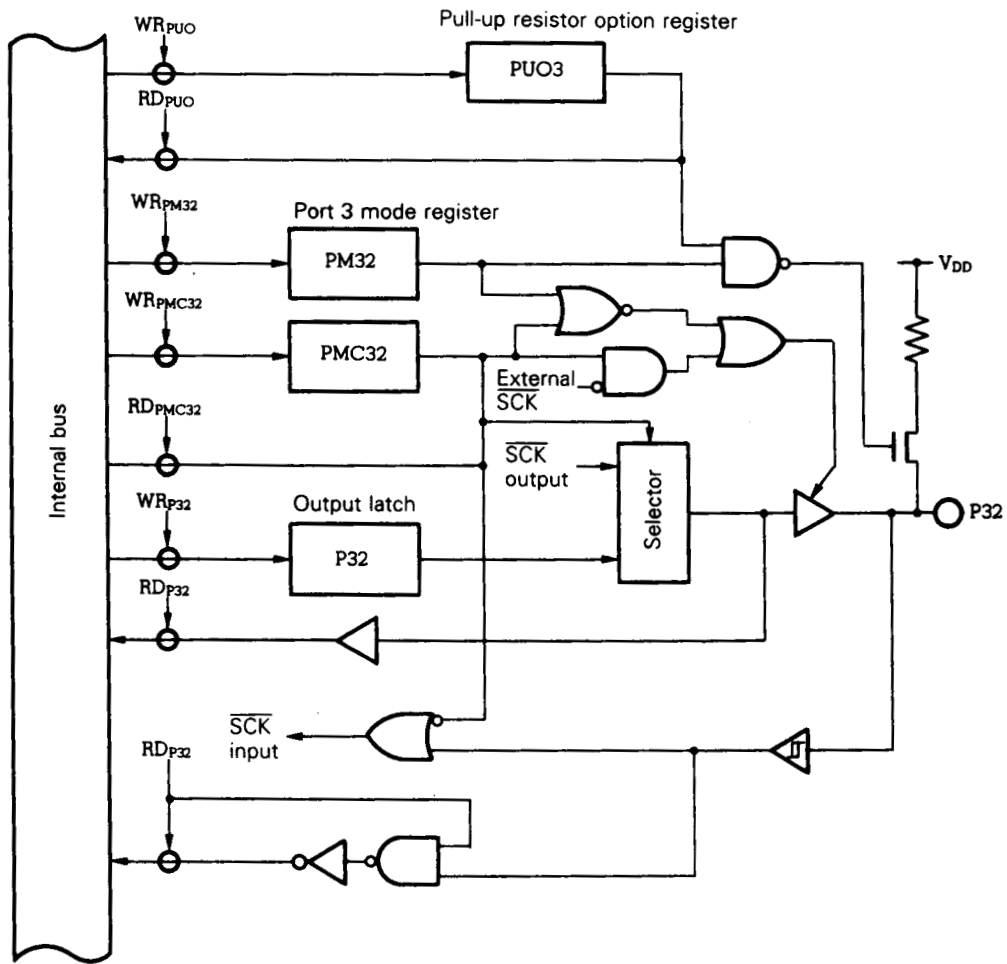 Pull-up resistor option register
WRPUO
PUO3
RDPUO
WRPM32
Port 3 mode register
PM32
VDD
WRPMC32
PMC32
External
SCK
RDPMC32
SCK
output
Selector
WRP32
Output latch
P32
P32
RDP32
SCK
input
RDP32
Internal bus